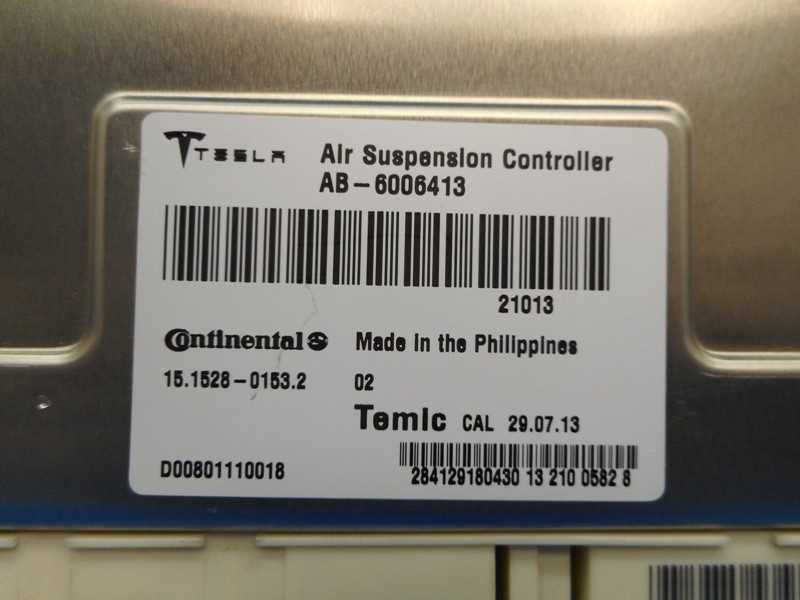 TESLA Air Suspension Controller
AB-6006413
21013
Continental Made in the Philippines
15.1528-0153.2 02
Temic CAL 29.07.13
D00801110018 284129180430 13 210 0582 8